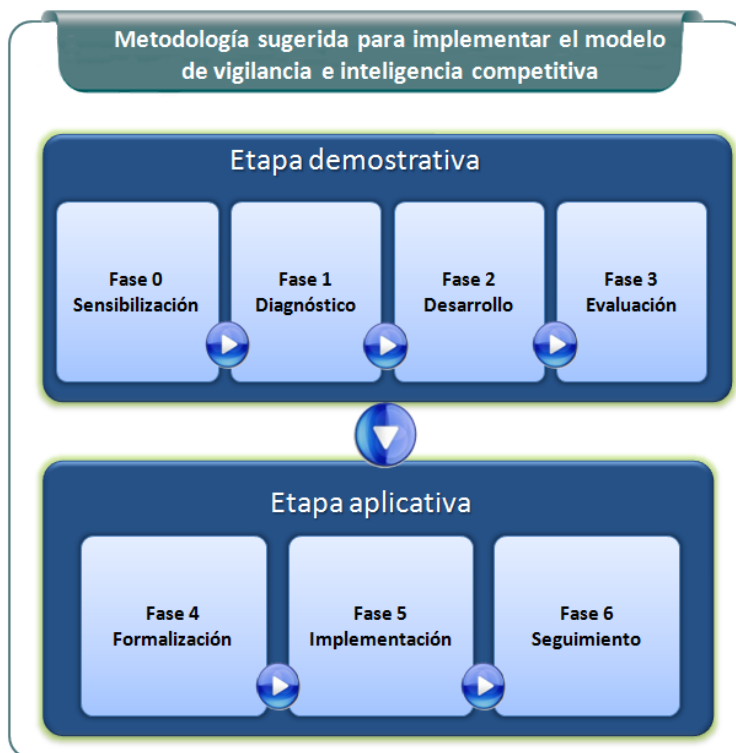 Metodología sugerida para implementar el modelo
de vigilancia e inteligencia competitiva
Etapa demostrativa
Fase 0
Sensibilización
Fase 1
Diagnóstico
Fase 2
Desarrollo
Fase 3
Evaluación
Etapa aplicativa
Fase 4
Formalización
Fase 5
Implementación
Fase 6
Seguimiento